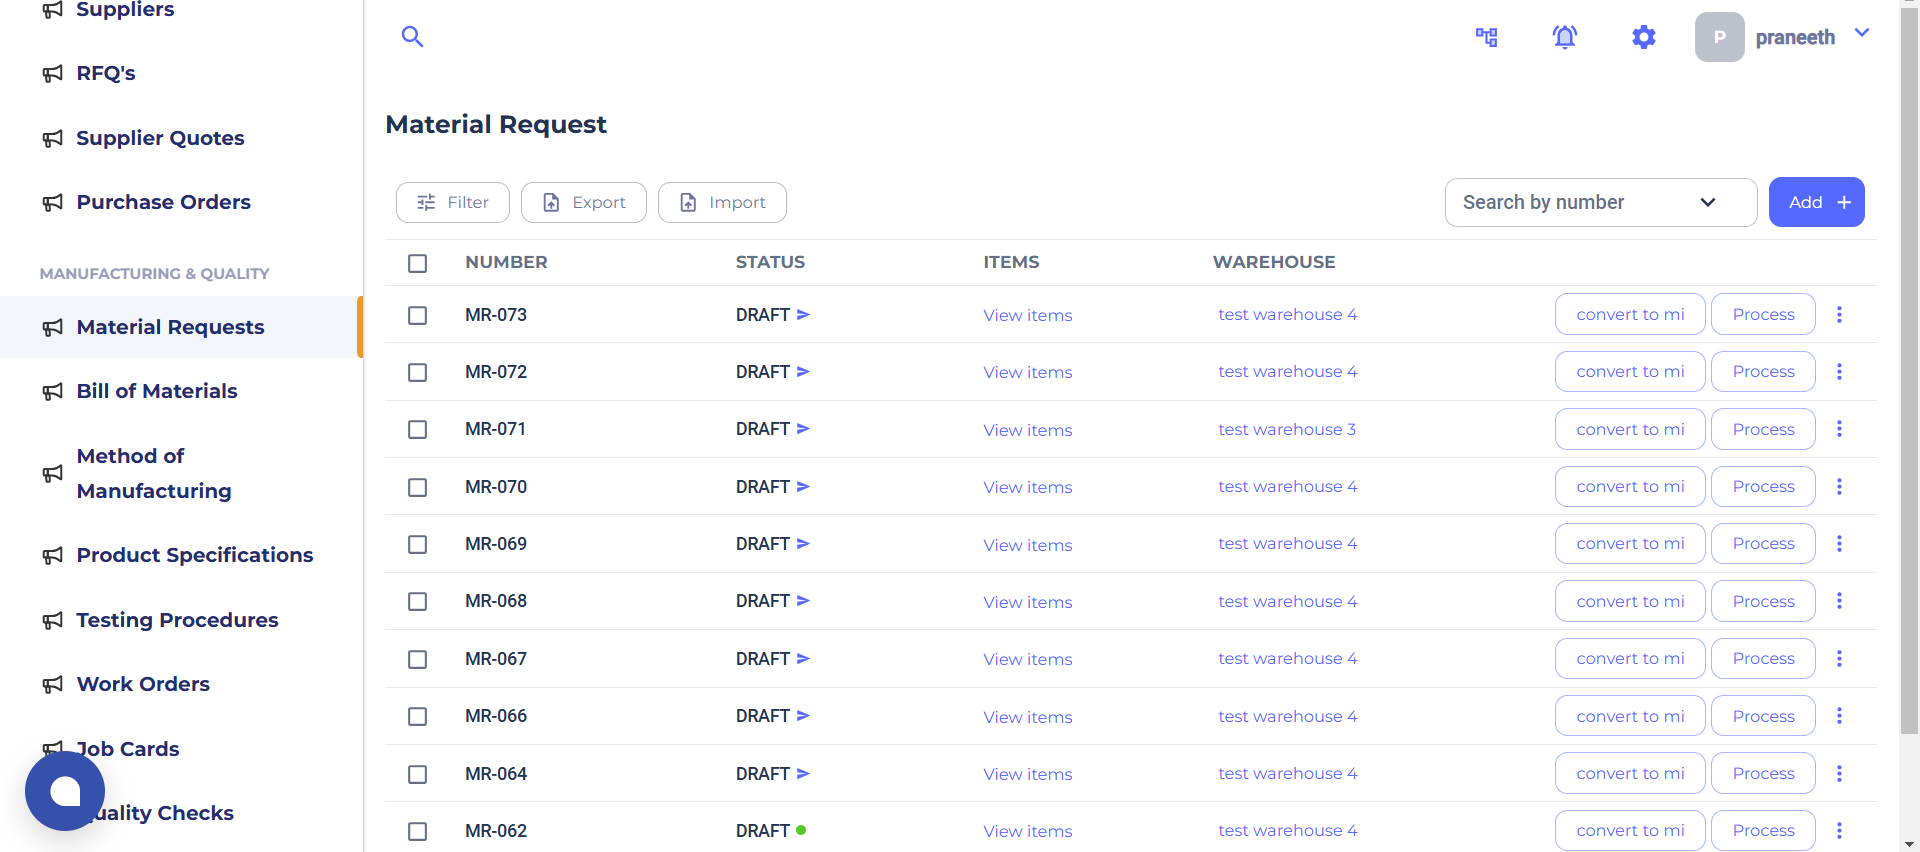 Suppliers
RFQ's
Supplier Quotes
Purchase Orders
MANUFACTURING & QUALITY
Material Requests
Bill of Materials
Method of
Manufacturing
Product Specifications
Testing Procedures
Work Orders
Job Cards
uality Checks
P praneeth
Material Request
Filter Export Import Search by number Add +
NUMBER STATUS ITEMS WAREHOUSE
MR-073 DRAFT View items test warehouse 4 convert to mi Process
MR-072 DRAFT View items test warehouse 4 convert to mi Process
MR-071 DRAFT View items test warehouse 3 convert to mi Process
MR-070 DRAFT View items test warehouse 4 convert to mi Process
MR-069 DRAFT View items test warehouse 4 convert to mi Process
MR-068 DRAFT View items test warehouse 4 convert to mi Process
MR-067 DRAFT View items test warehouse 4 convert to mi Process
MR-066 DRAFT View items test warehouse 4 convert to mi Process
MR-064 DRAFT View items test warehouse 4 convert to mi Process
MR-062 DRAFT View items test warehouse 4 convert to mi Process